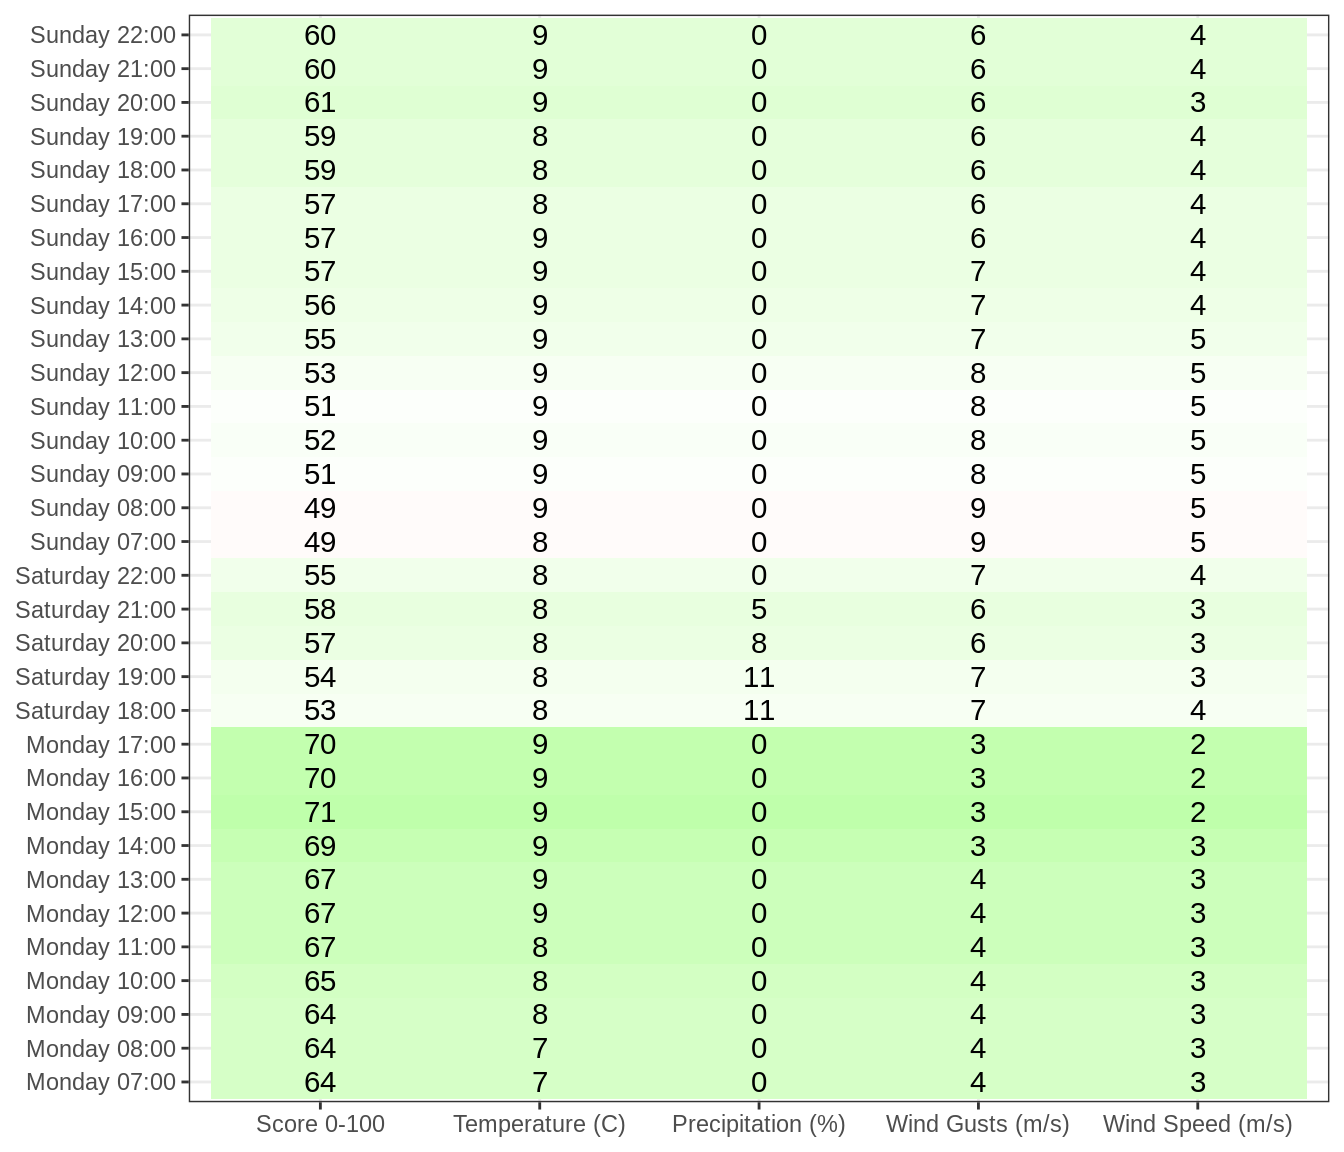 Sunday 22:00 60 9 0 6 4
Sunday 21:00 60 9 0 6 4
Sunday 20:00 61 9 0 6 3
Sunday 19:00 59 8 0 6 4
Sunday 18:00 59 8 0 6 4
Sunday 17:00 57 8 0 6 4
Sunday 16:00 57 9 0 6 4
Sunday 15:00 57 9 0 7 4
Sunday 14:00 56 9 0 7 4
Sunday 13:00 55 9 0 7 5
Sunday 12:00 53 9 0 8 5
Sunday 11:00 51 9 0 8 5
Sunday 10:00 52 9 0 8 5
Sunday 09:00 51 9 0 8 5
Sunday 08:00 49 9 0 9 5
Sunday 07:00 49 8 0 9 5
Saturday 22:00 55 8 0 7 4
Saturday 21:00 58 8 5 6 3
Saturday 20:00 57 8 8 6 3
Saturday 19:00 54 8 11 7 3
Saturday 18:00 53 8 11 7 4
Monday 17:00 70 9 0 3 2
Monday 16:00 70 9 0 3 2
Monday 15:00 71 9 0 3 2
Monday 14:00 69 9 0 3 3
Monday 13:00 67 9 0 4 3
Monday 12:00 67 9 0 4 3
Monday 11:00 67 8 0 4 3
Monday 10:00 65 8 0 4 3
Monday 09:00 64 8 0 4 3
Monday 08:00 64 7 0 4 3
Monday 07:00 64 7 0 4 3
Score 0-100 Temperature (C) Precipitation (%) Wind Gusts (m/s) Wind Speed (m/s)